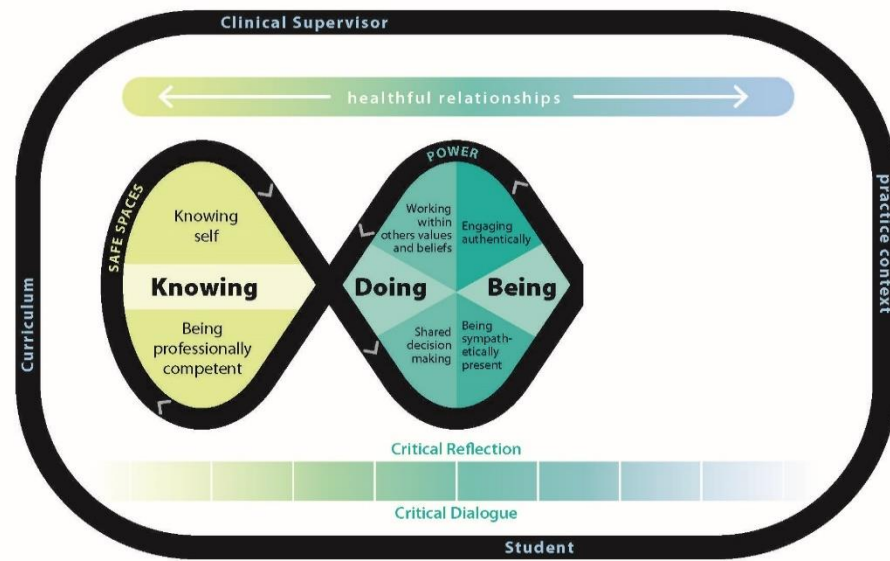 Clinical Supervisor
healthful relationships
practice context
Curriculum
SAFE SPACES
Knowing
self
Knowing
Being
professionally
competent
POWER
Working
within
others values
and beliefs
Engaging
authentically
Doing
Being
Shared
decision
making
Being
sympath-
etically
present
Critical Reflection
Critical Dialogue
Student